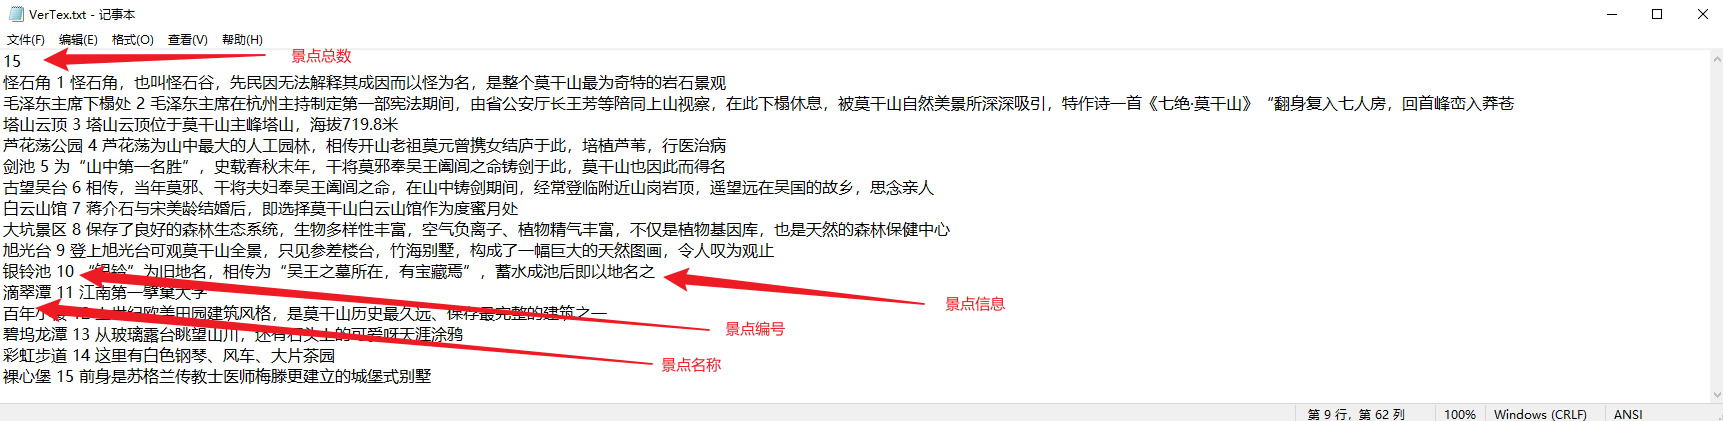 VerTex.txt - 记事本
文件(F) 编辑(E) 格式(O) 查看(V) 帮助(H)
15
景点总数
怪石角 1 怪石角，也叫怪石谷，先民因无法解释其成因而以怪为名，是整个莫干山最为奇特的岩石景观
毛泽东主席下榻处 2 毛泽东主席在杭州主持制定第一部宪法期间，由省公安厅长王芳等陪同上山视察，在此下榻休息，被莫干山自然美景所深深吸引，特作诗一首《七绝·莫干山》“翻身复入七人房，回首峰峦入莽苍
塔山云顶 3 塔山云顶位于莫干山主峰塔山，海拔719.8米
芦花荡公园 4 芦花荡为山中最大的人工园林，相传开山老祖莫元曾携女结庐于此，培植芦苇，行医治病
剑池 5 为“山中第一名胜”，史载春秋末年，干将莫邪奉吴王阖闾之命铸剑于此，莫干山也因此而得名
古望吴台 6 相传，当年莫邪、干将夫妇奉吴王阖闾之命，在山中铸剑期间，经常登临附近山岗岩顶，遥望远在吴国的故乡，思念亲人
白云山馆 7 蒋介石与宋美龄结婚后，即选择莫干山白云山馆作为度蜜月处
大坑景区 8 保存了良好的森林生态系统，生物多样性丰富，空气负离子、植物精气丰富，不仅是植物基因库，也是天然的森林保健中心
旭光台 9 登上旭光台可观莫干山全景，只见参差楼台，竹海别墅，构成了一幅巨大的天然图画，令人叹为观止
银铃池 10 “银铃”为旧地名，相传为“吴王之墓所在，有宝藏焉”，蓄水成池后即以地名之
景点信息
滴翠潭 11 江南第一擘窠大字
百年小 世纪欧美田园建筑风格，是莫干山历史最久远、保存最完整的建筑之一
景点编号
碧坞龙潭 13 从玻璃露台眺望山川，还有石头上的可爱呀天涯涂鸦
彩虹步道 14 这里有白色钢琴、风车、大片茶园
景点名称
裸心堡 15 前身是苏格兰传教士医师梅滕更建立的城堡式别墅
第 9 行，第 62 列 100% Windows (CRLF) ANSI